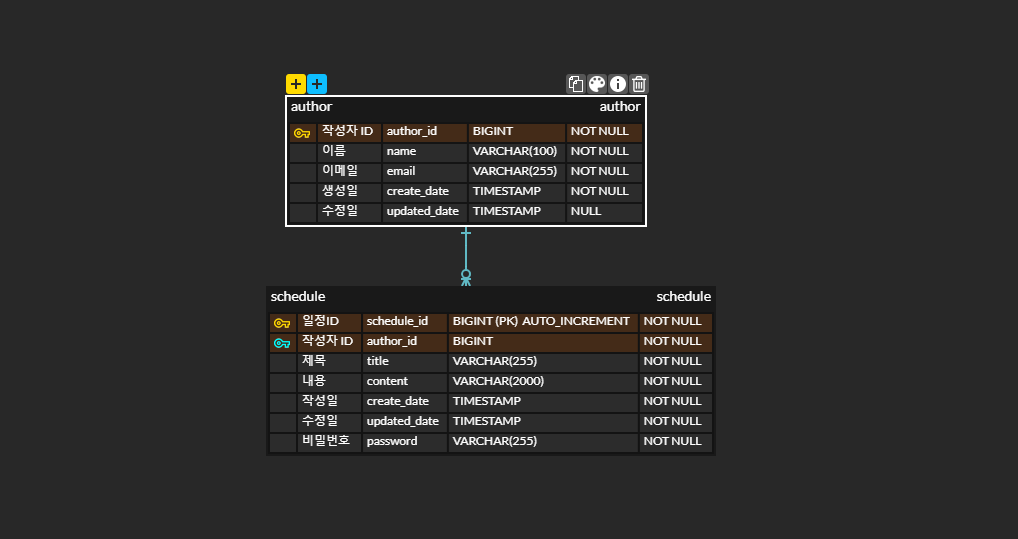 author author
작성자 ID author_id BIGINT NOT NULL
이름 name VARCHAR(100) NOT NULL
이메일 email VARCHAR(255) NOT NULL
생성일 create_date TIMESTAMP NOT NULL
수정일 updated_date TIMESTAMP NULL
schedule schedule
일정ID schedule_id BIGINT (PK) AUTO_INCREMENT NOT NULL
작성자 ID author_id BIGINT NOT NULL
제목 title VARCHAR(255) NOT NULL
내용 content VARCHAR(2000) NOT NULL
작성일 create_date TIMESTAMP NOT NULL
수정일 updated_date TIMESTAMP NOT NULL
비밀번호 password VARCHAR(255) NOT NULL